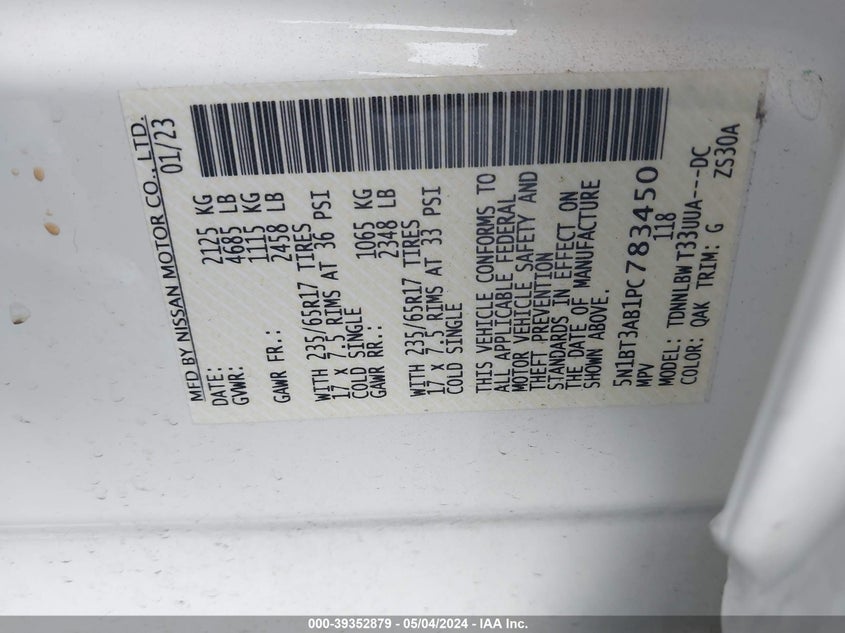 MFD BY NISSAN MOTOR CO., LTD.
DATE: 01/23
GVWR: 2125 KG
4685 LB
GAWR FR.: 1115 KG
2458 LB
WITH 235/65R17 TIRES
17 X 7.5 RIMS AT 36 PSI
COLD SINGLE
GAWR RR.: 1065 KG
2348 LB
WITH 235/65R17 TIRES
17 X 7.5 RIMS AT 33 PSI
COLD SINGLE
THIS VEHICLE CONFORMS TO
ALL APPLICABLE FEDERAL
MOTOR VEHICLE SAFETY AND
THEFT PREVENTION
STANDARDS IN EFFECT ON
THE DATE OF MANUFACTURE
SHOWN ABOVE.
5N1BT3AB1PC783450
MPV 118
MODEL: TDNNLBW T33UUA---DC
COLOR: QAK TRIM: G ZS30A
000-39352879 - 05/04/2024 - IAA Inc.